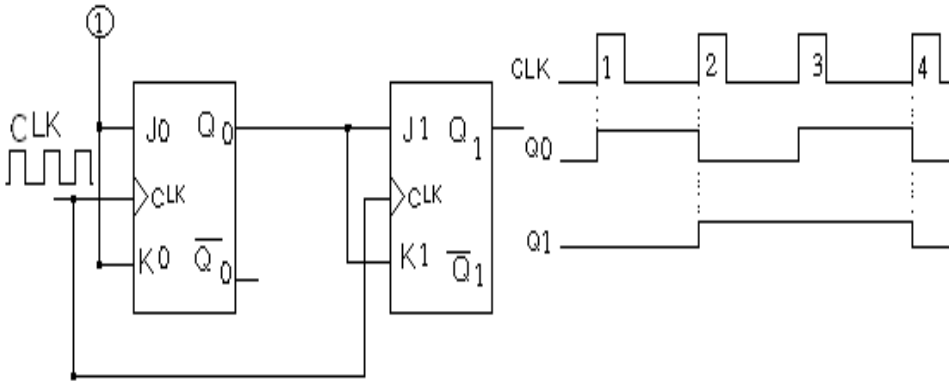 1
CLK
J0 Q0
CLK
K0 Q̅0
J1 Q1
CLK
K1 Q̅1
CLK 1 2 3 4
Q0
Q1